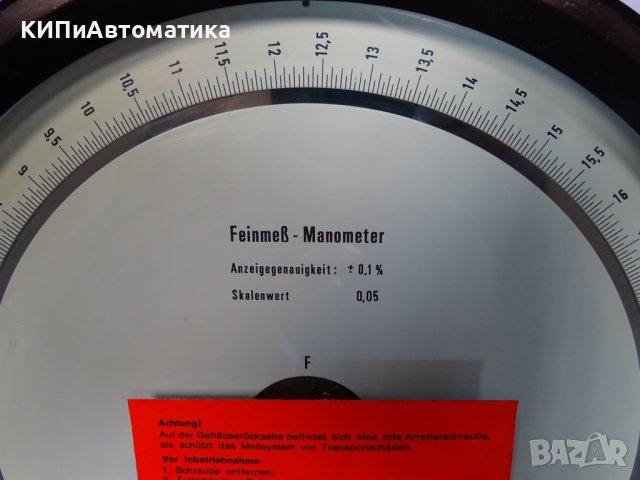 КИПиАвтоматика
9
9,5
10
10,5
11
11,5
12
12,5
13
13,5
14
14,5
15
15,5
16
Feinmeß - Manometer
Anzeigegenauigkeit: ± 0,1 %
Skalenwert 0,05
F
Achtung!
Auf der Gehäuserückseite befindet sich eine rote Arretierschraube,
sie schützt das Meßsystem vor Transportschäden.
Vor Inbetriebnahme:
1. Schraube entfernen;
BAZAR
КИПиАвтоматика